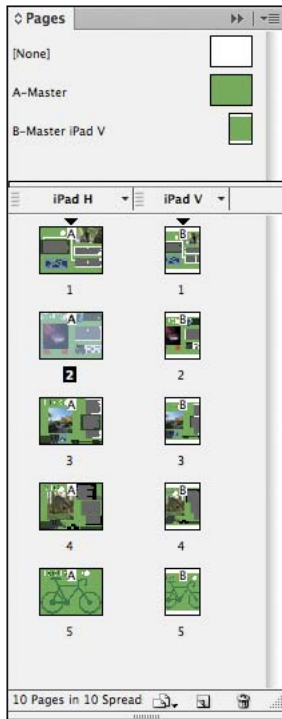 Pages
[None]
A-Master
B-Master iPad V
iPad H iPad V
A B
1 1
A B
2 2
A B
3 3
A B
4 4
A B
5 5
10 Pages in 10 Spread